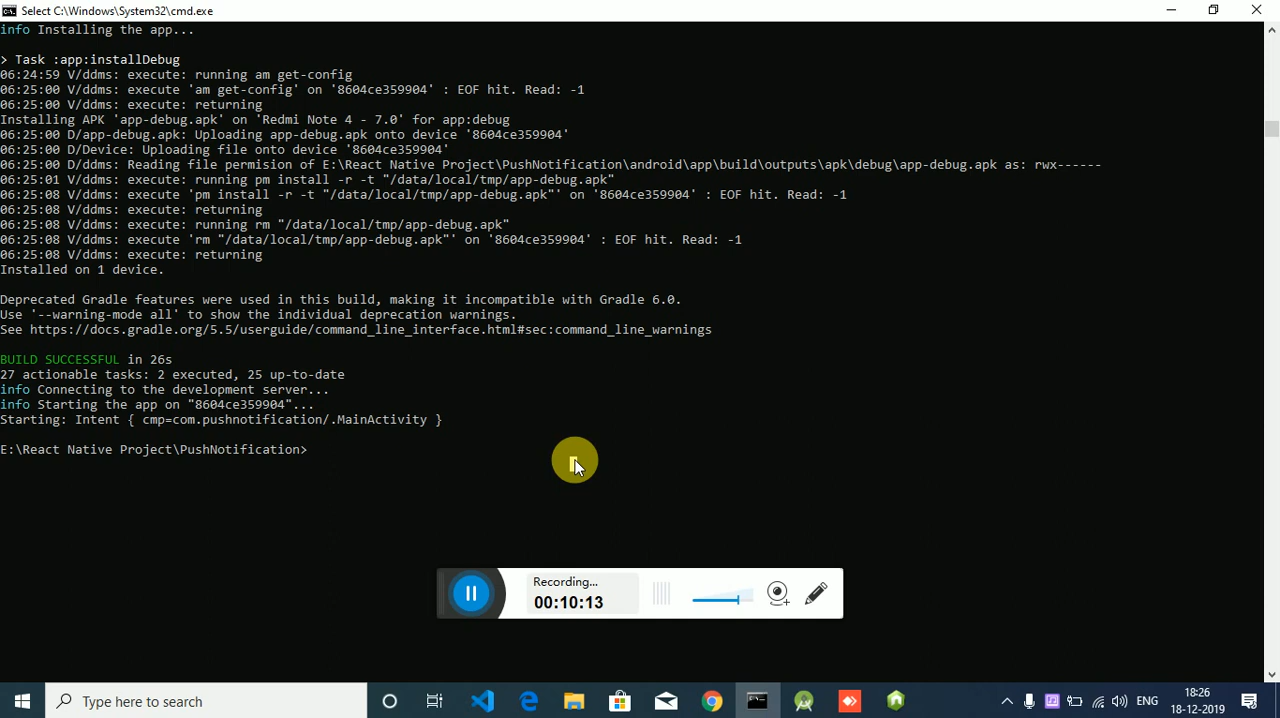 Select C:\Windows\System32\cmd.exe
info Installing the app...
> Task :app:installDebug
06:24:59 V/ddms: execute: running am get-config
06:25:00 V/ddms: execute 'am get-config' on '8604ce359904' : EOF hit. Read: -1
06:25:00 V/ddms: execute: returning
Installing APK 'app-debug.apk' on 'Redmi Note 4 - 7.0' for app:debug
06:25:00 D/app-debug.apk: Uploading app-debug.apk onto device '8604ce359904'
06:25:00 D/Device: Uploading file onto device '8604ce359904'
06:25:00 D/ddms: Reading file permision of E:\React Native Project\PushNotification\android\app\build\outputs\apk\debug\app-debug.apk as: rwx------
06:25:01 V/ddms: execute: running pm install -r -t "/data/local/tmp/app-debug.apk"
06:25:08 V/ddms: execute 'pm install -r -t "/data/local/tmp/app-debug.apk"' on '8604ce359904' : EOF hit. Read: -1
06:25:08 V/ddms: execute: returning
06:25:08 V/ddms: execute: running rm "/data/local/tmp/app-debug.apk"
06:25:08 V/ddms: execute 'rm "/data/local/tmp/app-debug.apk"' on '8604ce359904' : EOF hit. Read: -1
06:25:08 V/ddms: execute: returning
Installed on 1 device.
Deprecated Gradle features were used in this build, making it incompatible with Gradle 6.0.
Use '--warning-mode all' to show the individual deprecation warnings.
See https://docs.gradle.org/5.5/userguide/command_line_interface.html#sec:command_line_warnings
BUILD SUCCESSFUL in 26s
27 actionable tasks: 2 executed, 25 up-to-date
info Connecting to the development server...
info Starting the app on "8604ce359904"...
Starting: Intent { cmp=com.pushnotification/.MainActivity }
E:\React Native Project\PushNotification>
Recording...
00:10:13
Type here to search
ENG
18:26
18-12-2019